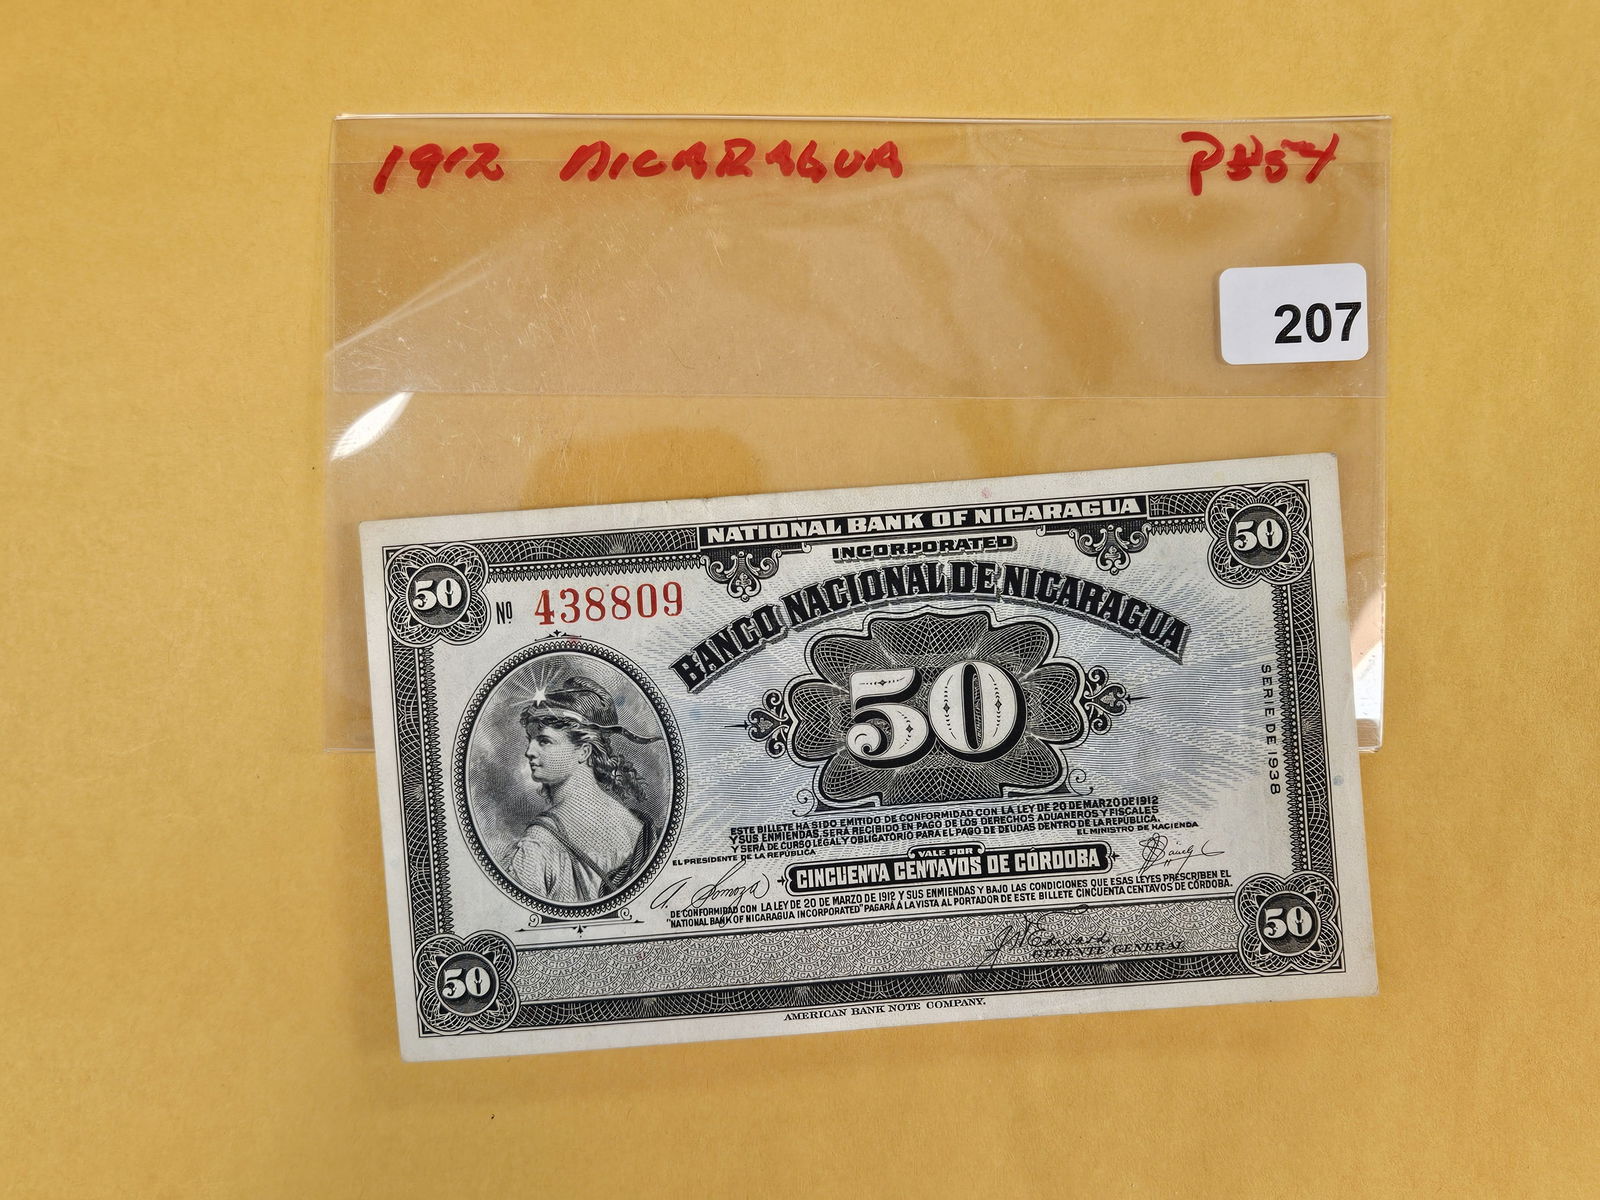 1912 NICARAGUA
207
NATIONAL BANK OF NICARAGUA
INCORPORATED
BANCO NACIONAL DE NICARAGUA
50
50
Nº 438809
50
SERIE DE 1938
ESTE BILLETE HA SIDO EMITIDO DE CONFORMIDAD CON LA LEY DE 20 DE MARZO DE 1912
Y SUS ENMIENDAS, SERÁ RECIBIDO EN PAGO DE LOS DERECHOS ADUANEROS Y FISCALES
Y SERÁ DE CURSO LEGAL Y OBLIGATORIO PARA EL PAGO DE DEUDAS DENTRO DE LA REPÚBLICA.
EL PRESIDENTE DE LA REPÚBLICA
EL MINISTRO DE HACIENDA
VALE POR
CINCUENTA CENTAVOS DE CÓRDOBA
DE CONFORMIDAD CON LA LEY DE 20 DE MARZO DE 1912 Y SUS ENMIENDAS Y BAJO LAS CONDICIONES QUE ESAS LEYES PRESCRIBEN EL
"NATIONAL BANK OF NICARAGUA INCORPORATED" PAGARÁ A LA VISTA AL PORTADOR DE ESTE BILLETE CINCUENTA CENTAVOS DE CÓRDOBA.
GERENTE GENERAL
50
50
AMERICAN BANK NOTE COMPANY.